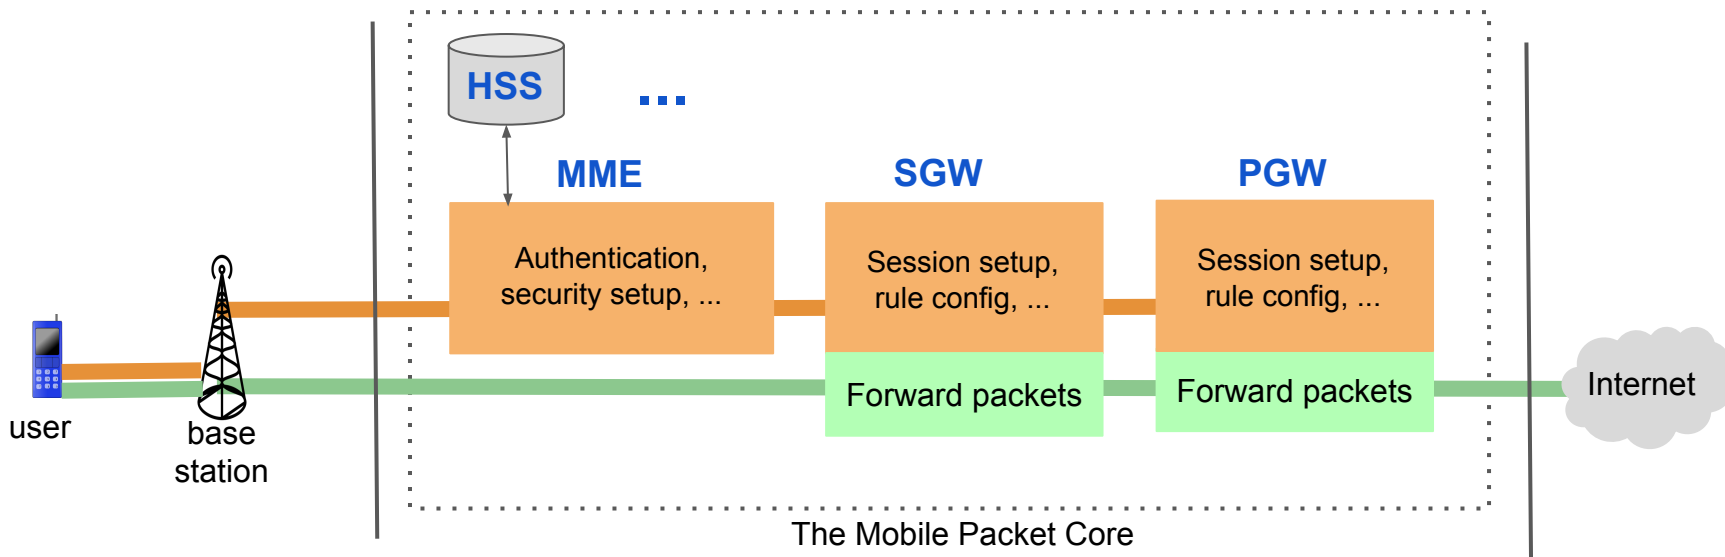 HSS
...
MME
SGW
PGW
Authentication,
security setup, ...
Session setup,
rule config, ...
Session setup,
rule config, ...
Forward packets
Forward packets
Internet
user
base
station
The Mobile Packet Core